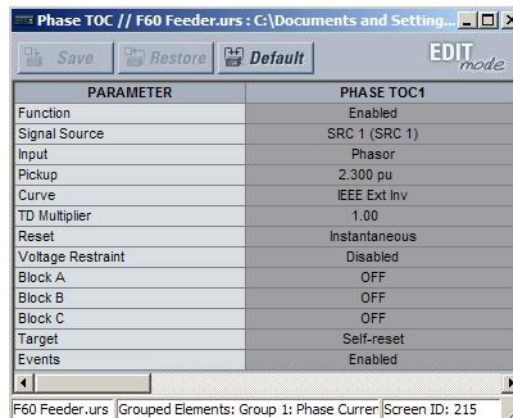 Phase TOC // F60 Feeder.urs : C:\Documents and Setting...
Save Restore Default EDIT mode
PARAMETER PHASE TOC1
Function Enabled
Signal Source SRC 1 (SRC 1)
Input Phasor
Pickup 2.300 pu
Curve IEEE Ext Inv
TD Multiplier 1.00
Reset Instantaneous
Voltage Restraint Disabled
Block A OFF
Block B OFF
Block C OFF
Target Self-reset
Events Enabled
F60 Feeder.urs Grouped Elements: Group 1: Phase Currer Screen ID: 215